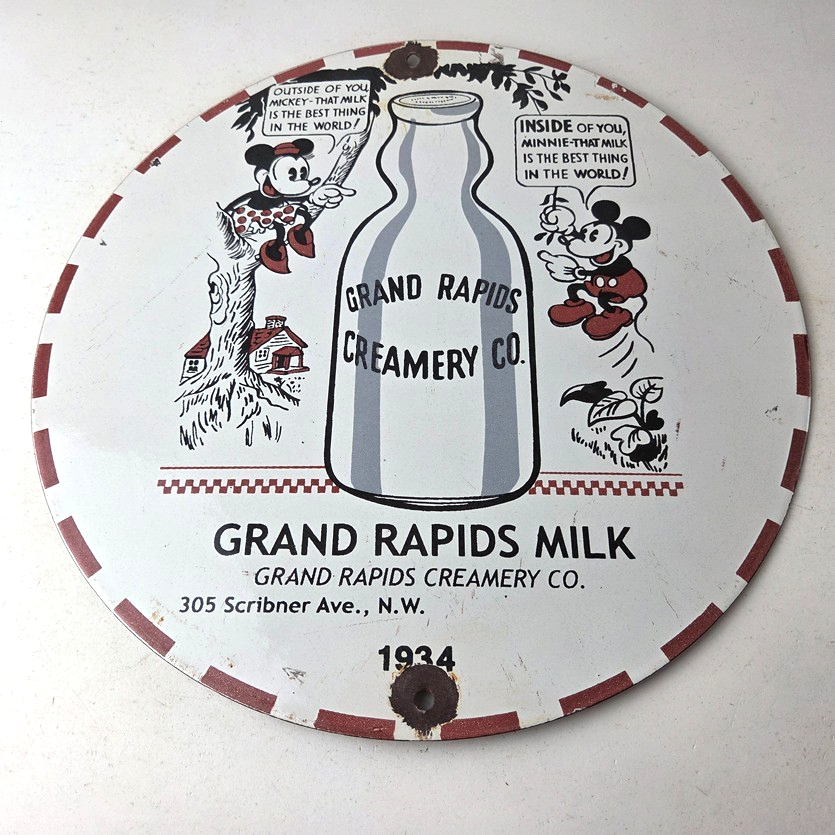 OUTSIDE OF YOU,
MICKEY-THAT MILK
IS THE BEST THING
IN THE WORLD!
INSIDE OF YOU,
MINNIE-THAT MILK
IS THE BEST THING
IN THE WORLD!
GRAND RAPIDS
CREAMERY CO.
GRAND RAPIDS MILK
GRAND RAPIDS CREAMERY CO.
305 Scribner Ave., N.W.
1934